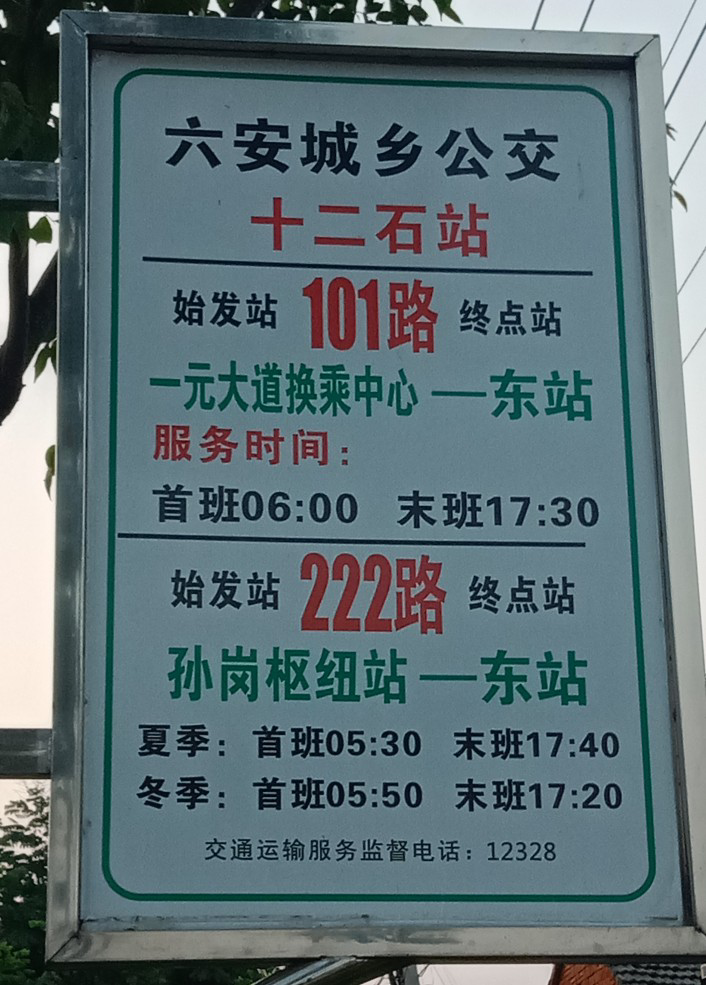 六安城乡公交
十二石站
始发站 101路 终点站
一元大道换乘中心—东站
服务时间:
首班06:00 末班17:30
始发站 222路 终点站
孙岗枢纽站—东站
夏季: 首班05:30 末班17:40
冬季: 首班05:50 末班17:20
交通运输服务监督电话: 12328